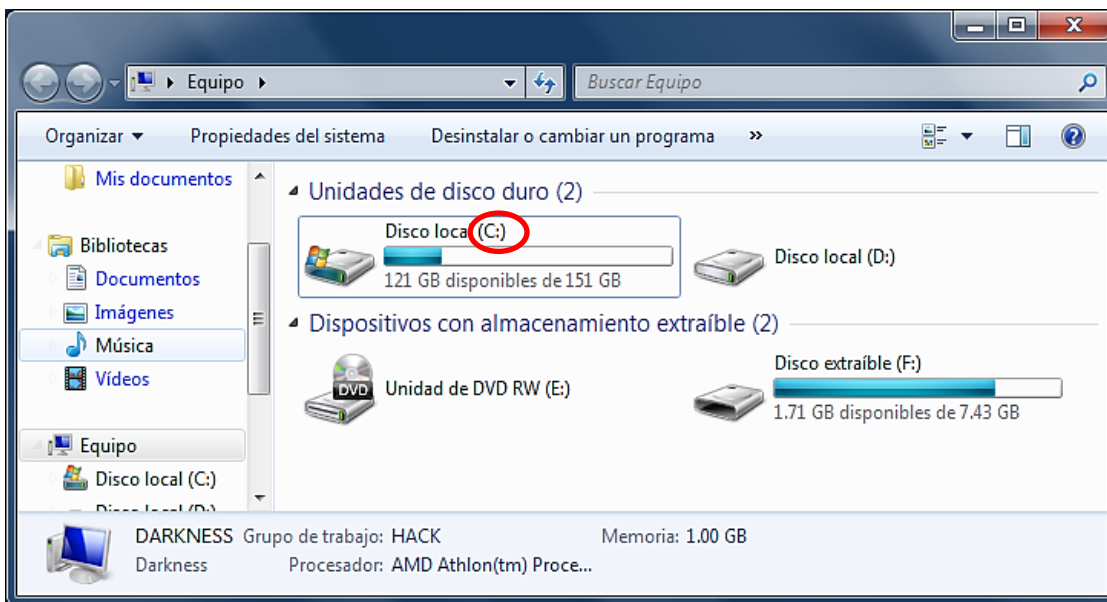 Equipo
Buscar Equipo
Organizar Propiedades del sistema Desinstalar o cambiar un programa »
Mis documentos
Bibliotecas
Documentos
Imágenes
Música
Vídeos
Equipo
Disco local (C:)
Disco local (D:)
Unidades de disco duro (2)
Disco local (C:)
121 GB disponibles de 151 GB
Disco local (D:)
Dispositivos con almacenamiento extraíble (2)
DVD
Unidad de DVD RW (E:)
Disco extraíble (F:)
1.71 GB disponibles de 7.43 GB
DARKNESS Grupo de trabajo: HACK Memoria: 1.00 GB
Darkness Procesador: AMD Athlon(tm) Proce...